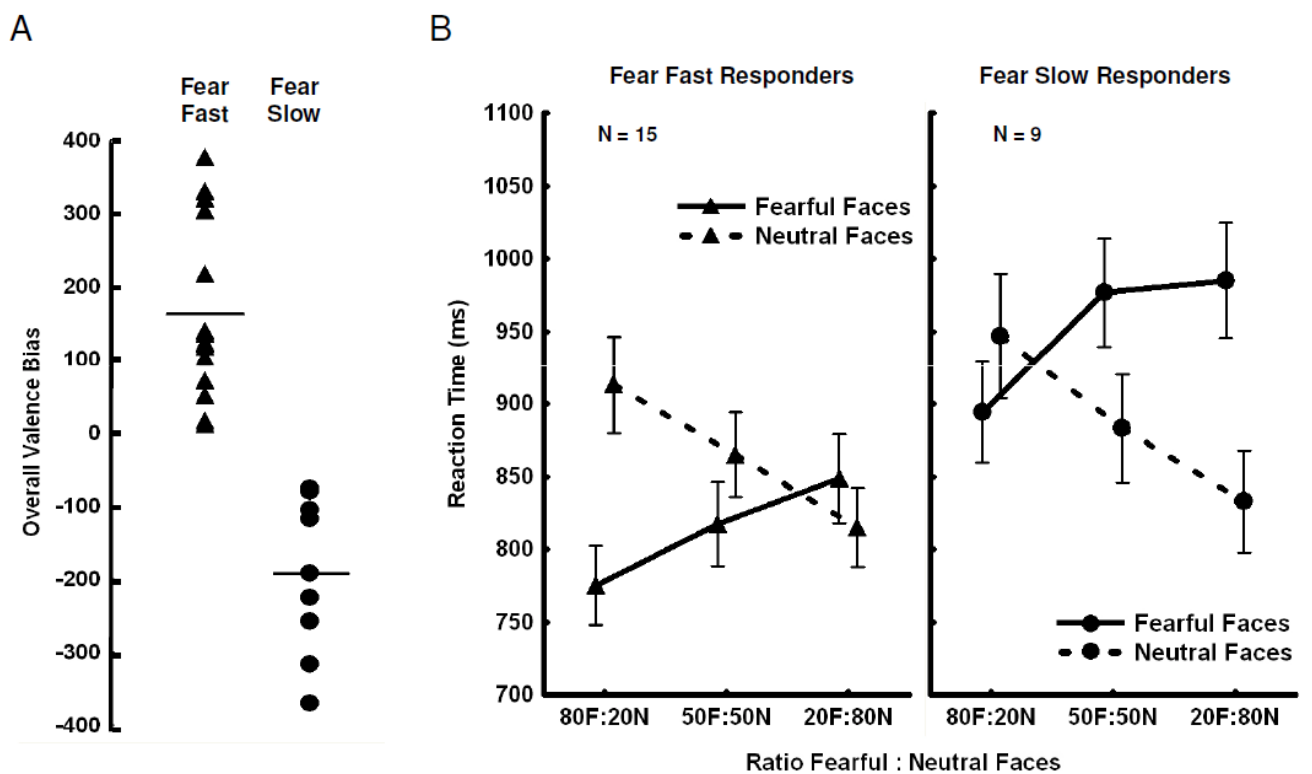 A
Fear Fast
Fear Slow
Overall Valence Bias
400
300
200
100
0
-100
-200
-300
-400
B
Fear Fast Responders
Fear Slow Responders
N = 15
N = 9
Fearful Faces
Neutral Faces
Fearful Faces
Neutral Faces
Reaction Time (ms)
1100
1050
1000
950
900
850
800
750
700
80F:20N
50F:50N
20F:80N
80F:20N
50F:50N
20F:80N
Ratio Fearful : Neutral Faces